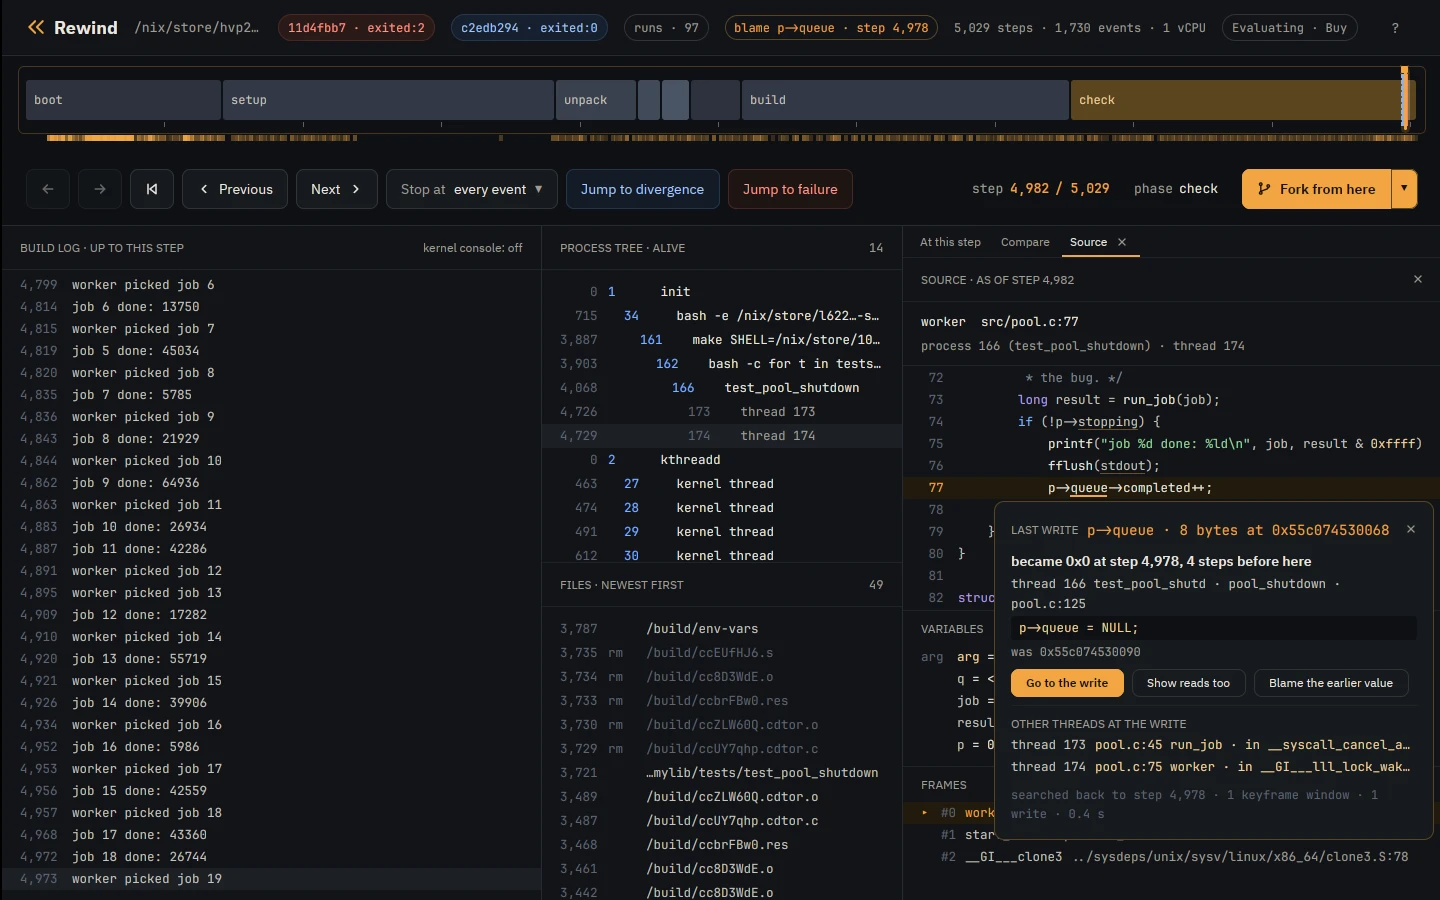 Rewind /nix/store/hvp2… 11d4fbb7 · exited:2 c2edb294 · exited:0 runs · 97 blame p→queue · step 4,978 5,029 steps · 1,730 events · 1 vCPU Evaluating · Buy ?
boot setup unpack build check
Previous Next Stop at every event ▾ Jump to divergence Jump to failure step 4,982 / 5,029 phase check Fork from here ▾
BUILD LOG · UP TO THIS STEP kernel console: off
4,799 worker picked job 6
4,814 job 6 done: 13750
4,815 worker picked job 7
4,819 job 5 done: 45034
4,820 worker picked job 8
4,835 job 7 done: 5785
4,836 worker picked job 9
4,843 job 8 done: 21929
4,844 worker picked job 10
4,862 job 9 done: 64936
4,863 worker picked job 11
4,883 job 10 done: 26934
4,887 job 11 done: 42286
4,891 worker picked job 12
4,895 worker picked job 13
4,909 job 12 done: 17282
4,910 worker picked job 14
4,920 job 13 done: 55719
4,921 worker picked job 15
4,926 job 14 done: 39906
4,934 worker picked job 16
4,952 job 16 done: 5986
4,953 worker picked job 17
4,956 job 15 done: 42559
4,957 worker picked job 18
4,968 job 17 done: 43360
4,972 job 18 done: 26744
4,973 worker picked job 19
PROCESS TREE · ALIVE 14
0 1 init
715 34 bash -e /nix/store/l622…-s…
3,887 161 make SHELL=/nix/store/10…
3,903 162 bash -c for t in tests…
4,068 166 test_pool_shutdown
4,726 173 thread 173
4,729 174 thread 174
0 2 kthreadd
463 27 kernel thread
474 28 kernel thread
491 29 kernel thread
612 30 kernel thread
FILES · NEWEST FIRST 49
3,787 /build/env-vars
3,735 rm /build/ccEUfHJ6.s
3,734 rm /build/cc8D3WdE.o
3,731 rm /build/ccbrFBw0.res
3,730 rm /build/ccZLW60Q.cdtor.o
3,729 rm /build/ccUY7qhp.cdtor.c
3,721 …mylib/tests/test_pool_shutdown
3,489 /build/ccZLW60Q.cdtor.o
3,487 /build/ccUY7qhp.cdtor.c
3,468 /build/ccbrFBw0.res
3,461 /build/cc8D3WdE.o
3,442 /build/cc8D3WdE.o
At this step Compare Source ×
SOURCE · AS OF STEP 4,982 ×
worker src/pool.c:77
process 166 (test_pool_shutdown) · thread 174
72 * the bug. */
73 long result = run_job(job);
74 if (!p→stopping) {
75 printf("job %d done: %ld\n", job, result & 0xffff)
76 fflush(stdout);
77 p→queue→completed++;
78
79 }
80 }
81
82 struc
VARIABLES
arg arg =
q = <
job =
resul
p = 0
FRAMES
▸ #0 work
#1 star
#2 __GI___clone3 ../sysdeps/unix/sysv/linux/x86_64/clone3.S:78
LAST WRITE p→queue · 8 bytes at 0x55c074530068 ×
became 0x0 at step 4,978, 4 steps before here
thread 166 test_pool_shutd · pool_shutdown ·
pool.c:125
p→queue = NULL;
was 0x55c074530090
Go to the write Show reads too Blame the earlier value
OTHER THREADS AT THE WRITE
thread 173 pool.c:45 run_job · in __syscall_cancel_a…
thread 174 pool.c:75 worker · in __GI___lll_lock_wak…
searched back to step 4,978 · 1 keyframe window · 1
write · 0.4 s